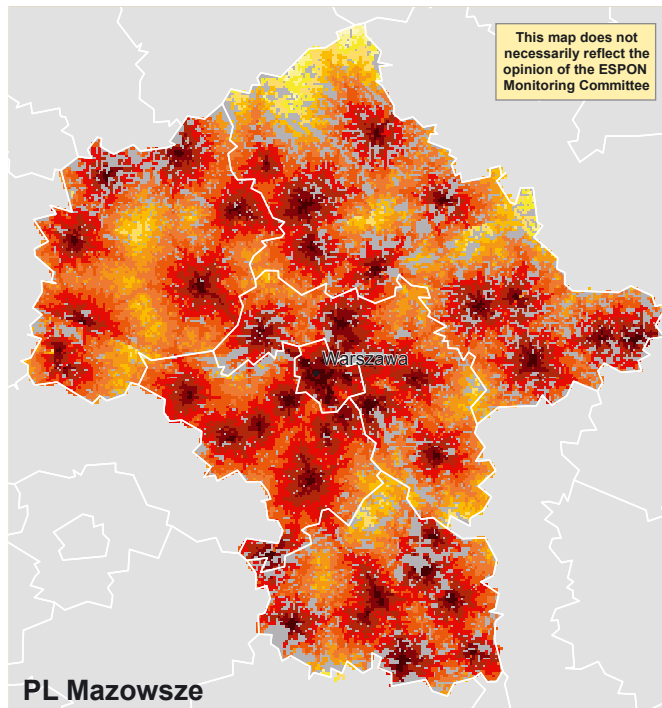 This map does not
necessarily reflect the
opinion of the ESPON
Monitoring Committee
Warszawa
PL Mazowsze